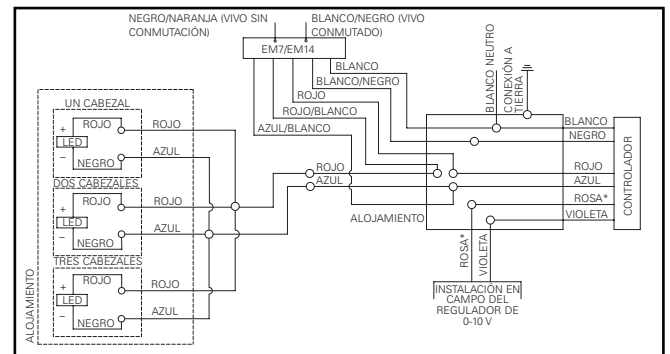 NEGRO/NARANJA (VIVO SIN
CONMUTACIÓN)
BLANCO/NEGRO (VIVO
CONMUTADO)
EM7/EM14
BLANCO
BLANCO/NEGRO
ROJO
ROJO/BLANCO
AZUL/BLANCO
BLANCO NEUTRO
CONEXIÓN A
TIERRA
UN CABEZAL
+
ROJO
LED
–
NEGRO
ROJO
AZUL
DOS CABEZALES
+
ROJO
LED
–
NEGRO
ROJO
AZUL
TRES CABEZALES
+
ROJO
LED
–
NEGRO
ROJO
AZUL
ALOJAMIENTO
ROJO
AZUL
ALOJAMIENTO
BLANCO
NEGRO
ROJO
AZUL
ROSA*
VIOLETA
CONTROLADOR
ROSA*
VIOLETA
INSTALACIÓN EN
CAMPO DEL
REGULADOR DE
0-10 V